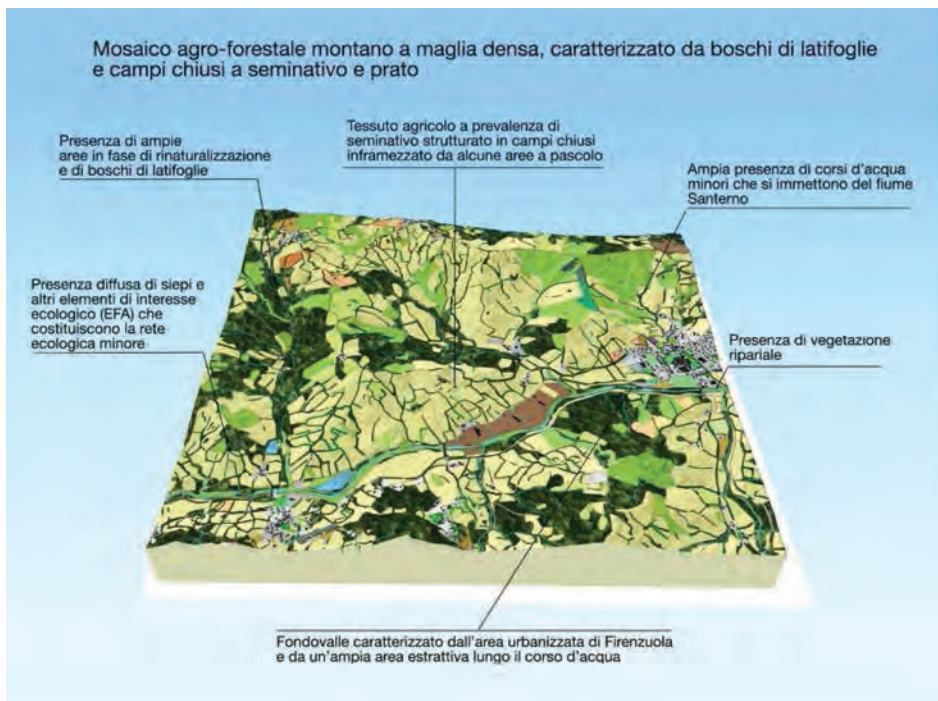 Mosaico agro-forestale montano a maglia densa, caratterizzato da boschi di latifoglie
e campi chiusi a seminativo e prato
Presenza di ampie
aree in fase di rinaturalizzazione
e di boschi di latifoglie
Tessuto agricolo a prevalenza di
seminativo strutturato in campi chiusi
inframezzato da alcune aree a pascolo
Ampia presenza di corsi d'acqua
minori che si immettono del fiume
Santerno
Presenza diffusa di siepi e
altri elementi di interesse
ecologico (EFA) che
costituiscono la rete
ecologica minore
Presenza di vegetazione
ripariale
Fondovalle caratterizzato dall'area urbanizzata di Firenzuola
e da un'ampia area estrattiva lungo il corso d'acqua